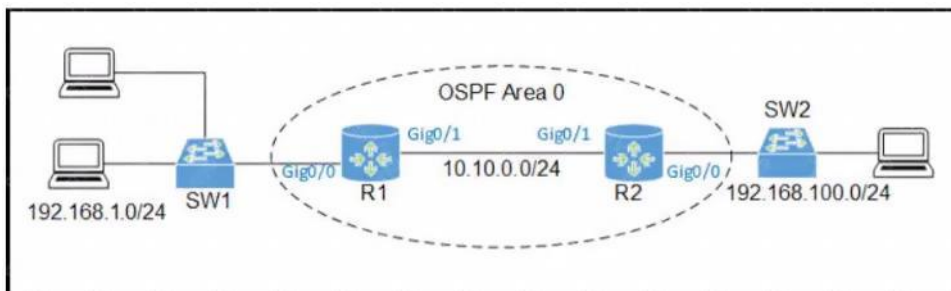 OSPF Area 0
SW2
Gig0/1
Gig0/1
Gig0/0
10.10.0.0/24
Gig0/0
R1
R2
192.168.1.0/24
SW1
192.168.100.0/24